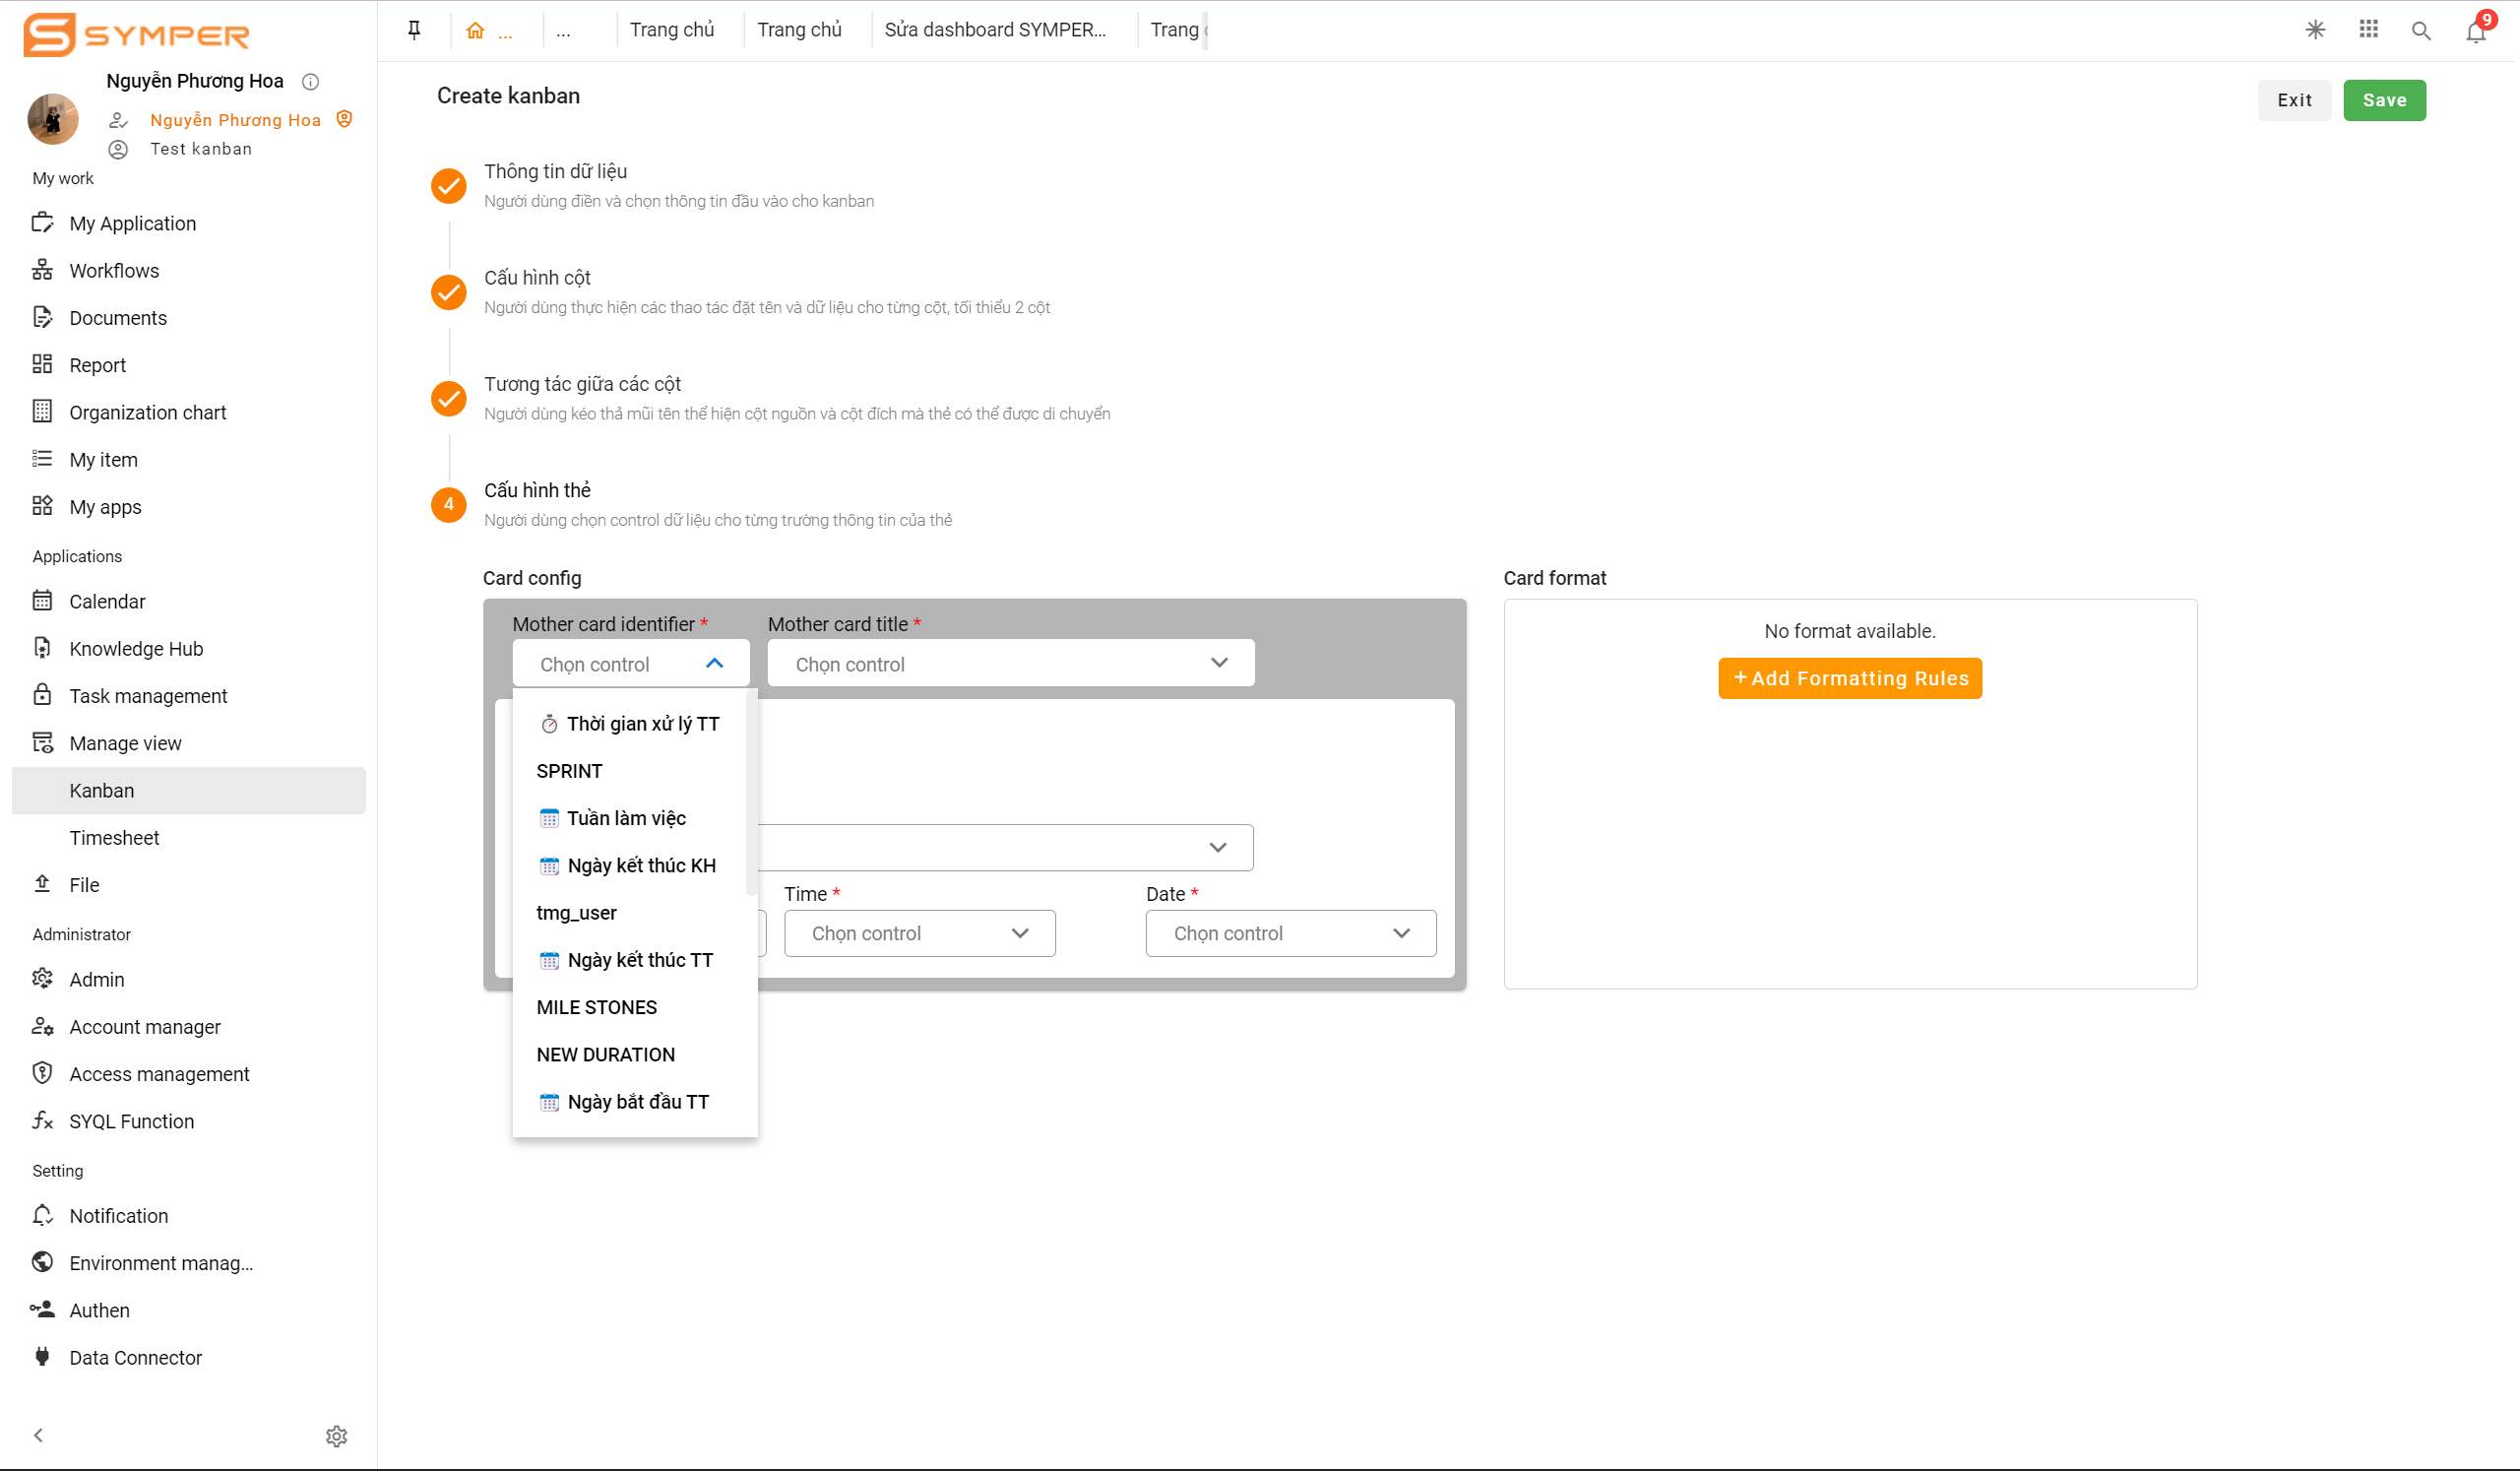 SYMPER
Nguyễn Phương Hoa
Nguyễn Phương Hoa
Test kanban
My work
My Application
Workflows
Documents
Report
Organization chart
My item
My apps
Applications
Calendar
Knowledge Hub
Task management
Manage view
Kanban
Timesheet
File
Administrator
Admin
Account manager
Access management
SYQL Function
Setting
Notification
Environment manag...
Authen
Data Connector
... ... Trang chủ Trang chủ Sửa dashboard SYMPER... Trang
9
Create kanban
Exit Save
Thông tin dữ liệu
Người dùng điền và chọn thông tin đầu vào cho kanban
Cấu hình cột
Người dùng thực hiện các thao tác đặt tên và dữ liệu cho từng cột, tối thiểu 2 cột
Tương tác giữa các cột
Người dùng kéo thả mũi tên thể hiện cột nguồn và cột đích mà thẻ có thể được di chuyển
4 Cấu hình thẻ
Người dùng chọn control dữ liệu cho từng trường thông tin của thẻ
Card config
Mother card identifier * Mother card title *
Chọn control Chọn control
Thời gian xử lý TT
SPRINT
Tuần làm việc
Ngày kết thúc KH
tmg_user
Ngày kết thúc TT
MILE STONES
NEW DURATION
Ngày bắt đầu TT
Time * Date *
Chọn control Chọn control
Card format
No format available.
+Add Formatting Rules